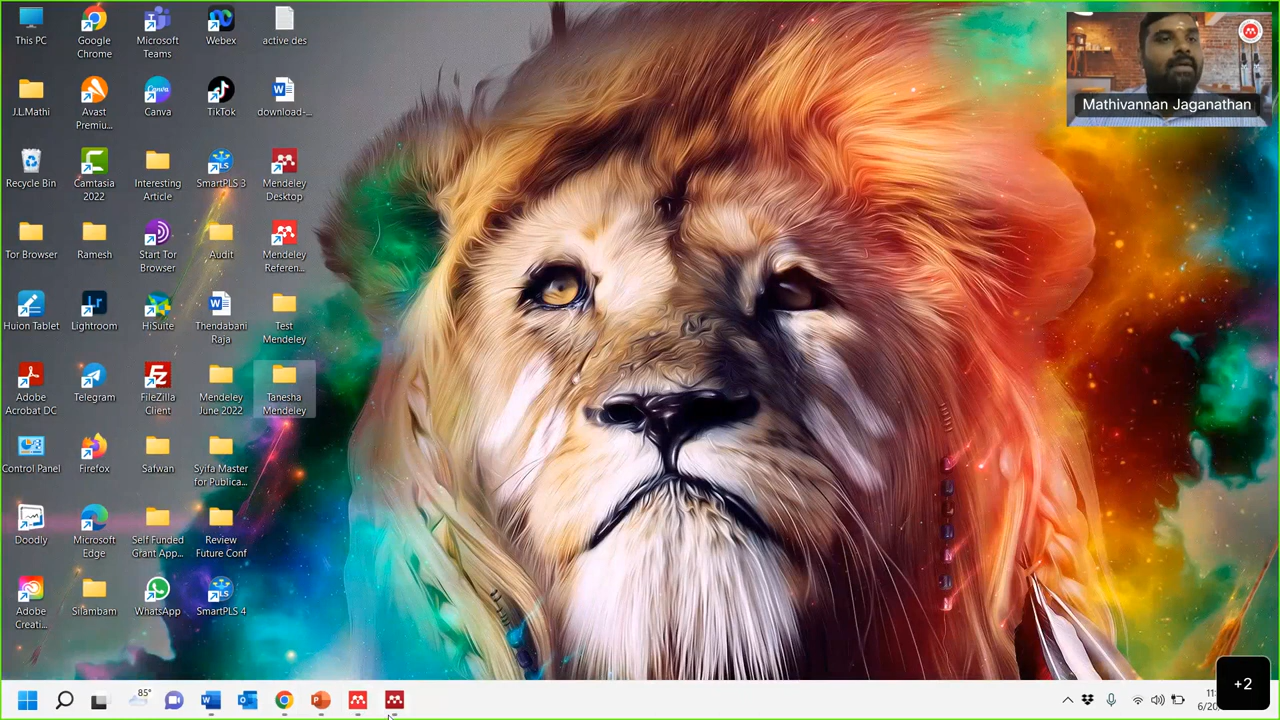 This PC
Google
Chrome
Microsoft
Teams
Webex
active des
J.L.Mathi
Avast
Premiu...
Canva
TikTok
download-...
Recycle Bin
Camtasia
2022
Interesting
Article
SmartPLS 3
Mendeley
Desktop
Tor Browser
Ramesh
Start Tor
Browser
Audit
Mendeley
Referen...
Huion Tablet
Lightroom
HiSuite
Thendabani
Raja
Test
Mendeley
Adobe
Acrobat DC
Telegram
FileZilla
Client
Mendeley
June 2022
Tanesha
Mendeley
Control Panel
Firefox
Safwan
Syifa Master
for Publica...
Doodly
Microsoft
Edge
Self Funded
Grant App...
Review
Future Conf
Adobe
Creati...
Silambam
WhatsApp
SmartPLS 4
Mathivannan Jaganathan
85°
+2